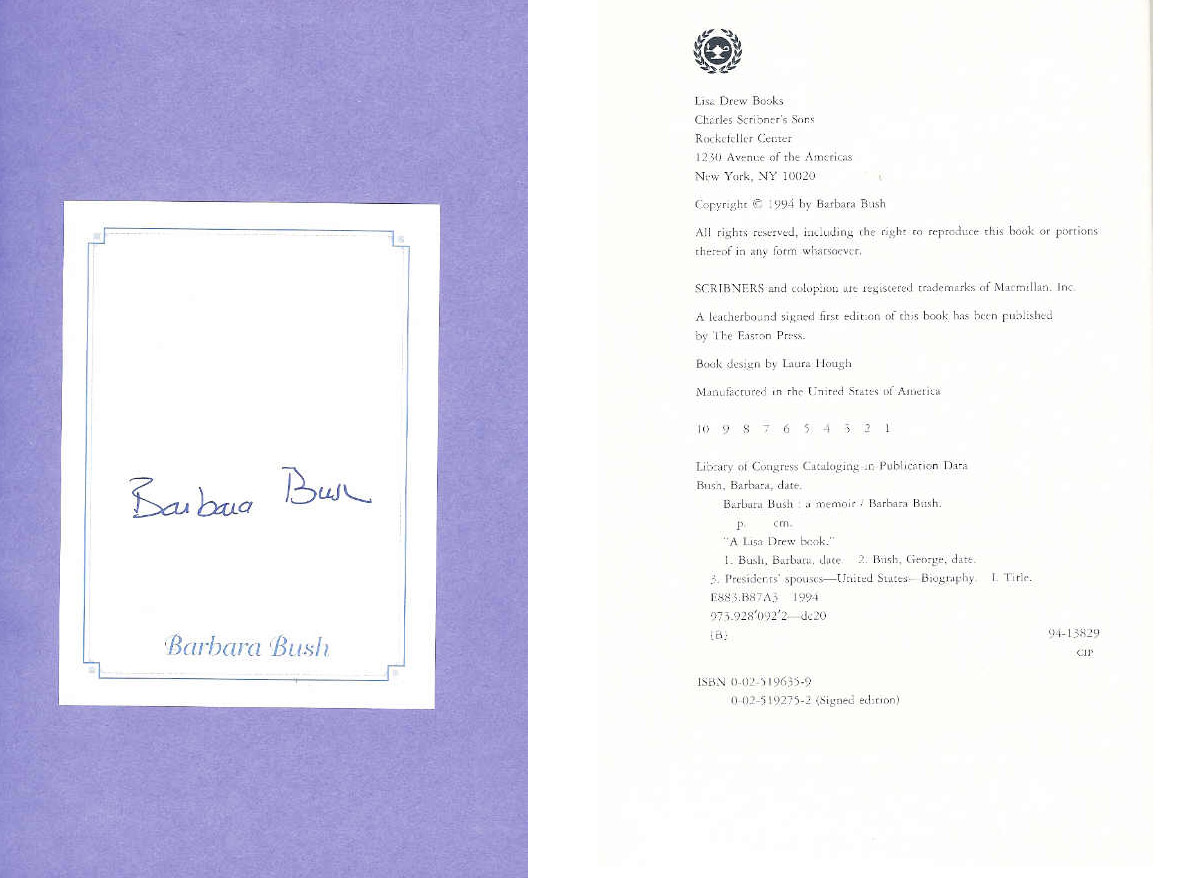 Barbara Bush
Barbara Bush
Lisa Drew Books
Charles Scribner's Sons
Rockefeller Center
1230 Avenue of the Americas
New York, NY 10020
Copyright © 1994 by Barbara Bush
All rights reserved, including the right to reproduce this book or portions
thereof in any form whatsoever.
SCRIBNERS and colophon are registered trademarks of Macmillan, Inc.
A leatherbound signed first edition of this book has been published
by The Easton Press.
Book design by Laura Hough
Manufactured in the United States of America
10 9 8 7 6 5 4 3 2 1
Library of Congress Cataloging-in-Publication Data
Bush, Barbara, date.
Barbara Bush : a memoir / Barbara Bush.
p. cm.
"A Lisa Drew book."
1. Bush, Barbara, date. 2. Bush, George, date.
3. Presidents' spouses—United States—Biography. I. Title.
E883.B87A3 1994
973.928'092'2—dc20
[B]
94-13829
CIP
ISBN 0-02-519635-9
0-02-519275-2 (Signed edition)